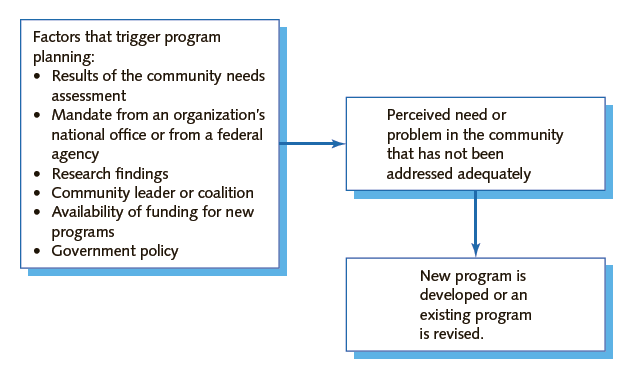 Factors that trigger program
planning:
• Results of the community needs
assessment
• Mandate from an organization's
national office or from a federal
agency
• Research findings
• Community leader or coalition
• Availability of funding for new
programs
• Government policy
Perceived need or
problem in the community
that has not been
addressed adequately
New program is
developed or an
existing program
is revised.